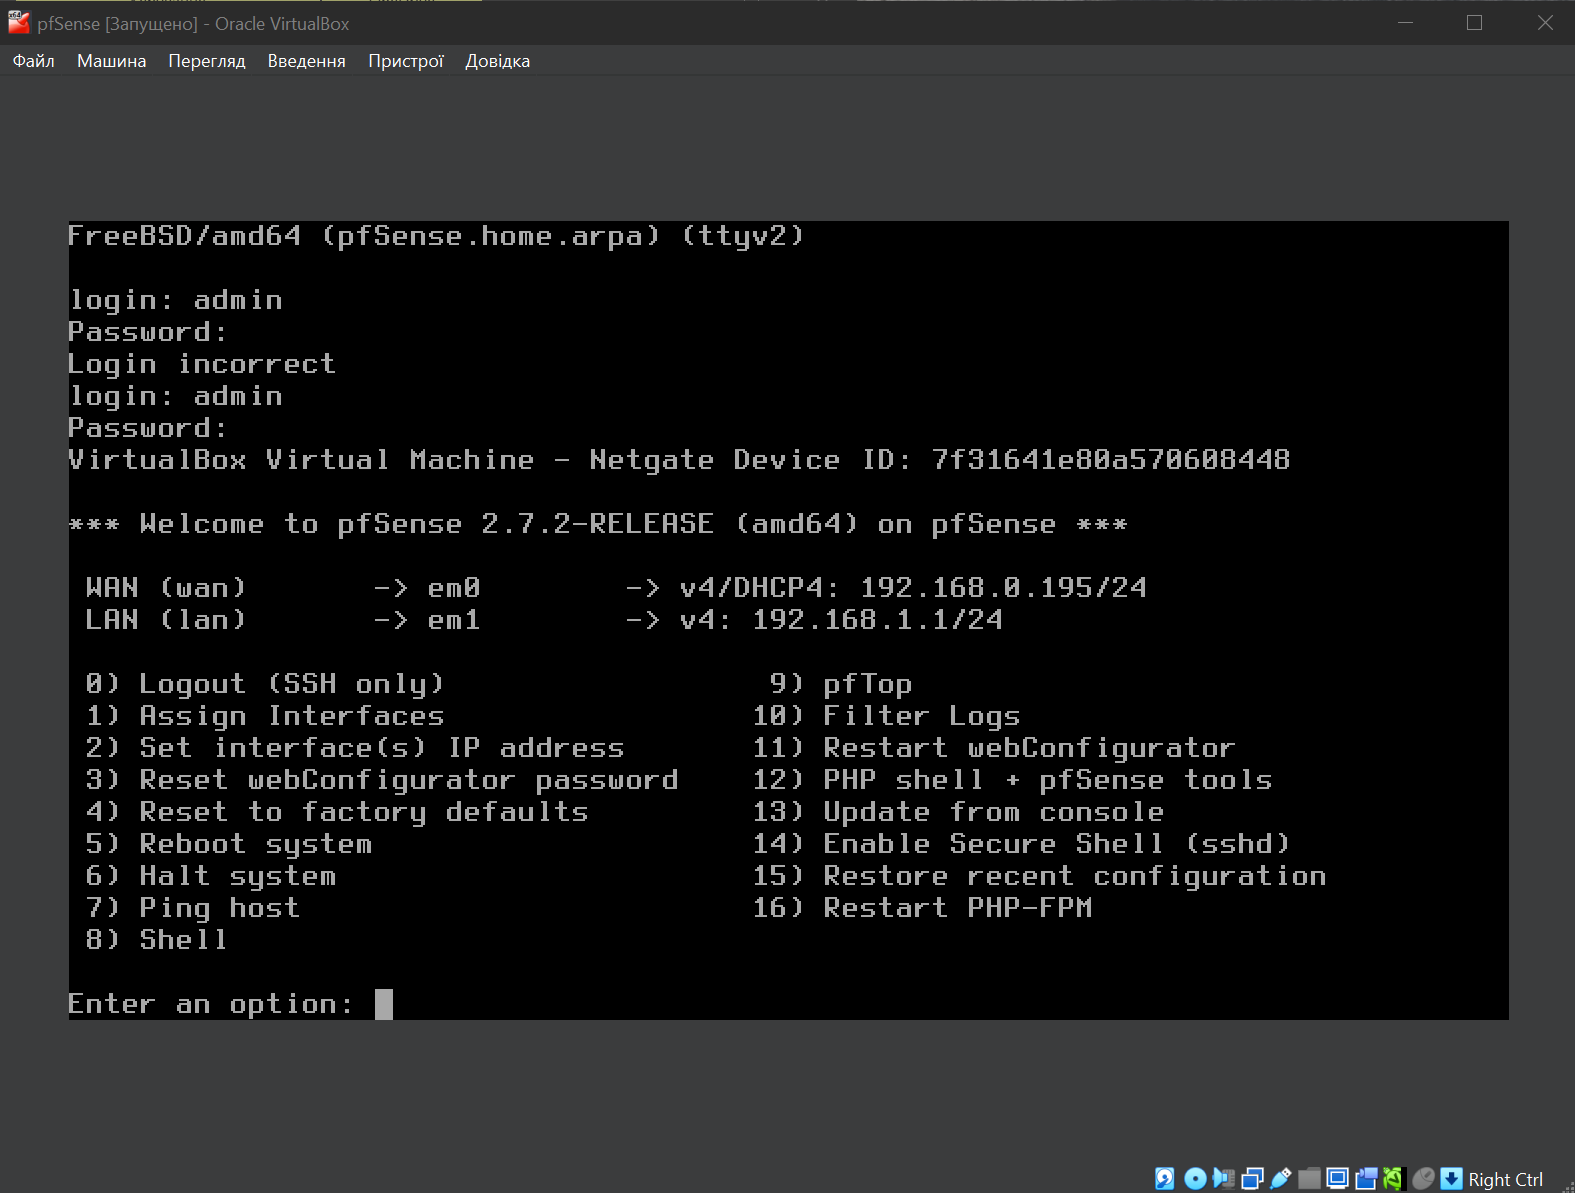 pfSense [Запущено] - Oracle VirtualBox
Файл Машина Перегляд Введення Пристрої Довідка
FreeBSD/amd64 (pfSense.home.arpa) (ttyv2)
login: admin
Password:
Login incorrect
login: admin
Password:
VirtualBox Virtual Machine - Netgate Device ID: 7f31641e80a570608448
*** Welcome to pfSense 2.7.2-RELEASE (amd64) on pfSense ***
WAN (wan) -> em0 -> v4/DHCP4: 192.168.0.195/24
LAN (lan) -> em1 -> v4: 192.168.1.1/24
0) Logout (SSH only) 9) pfTop
1) Assign Interfaces 10) Filter Logs
2) Set interface(s) IP address 11) Restart webConfigurator
3) Reset webConfigurator password 12) PHP shell + pfSense tools
4) Reset to factory defaults 13) Update from console
5) Reboot system 14) Enable Secure Shell (sshd)
6) Halt system 15) Restore recent configuration
7) Ping host 16) Restart PHP-FPM
8) Shell
Enter an option:
Right Ctrl